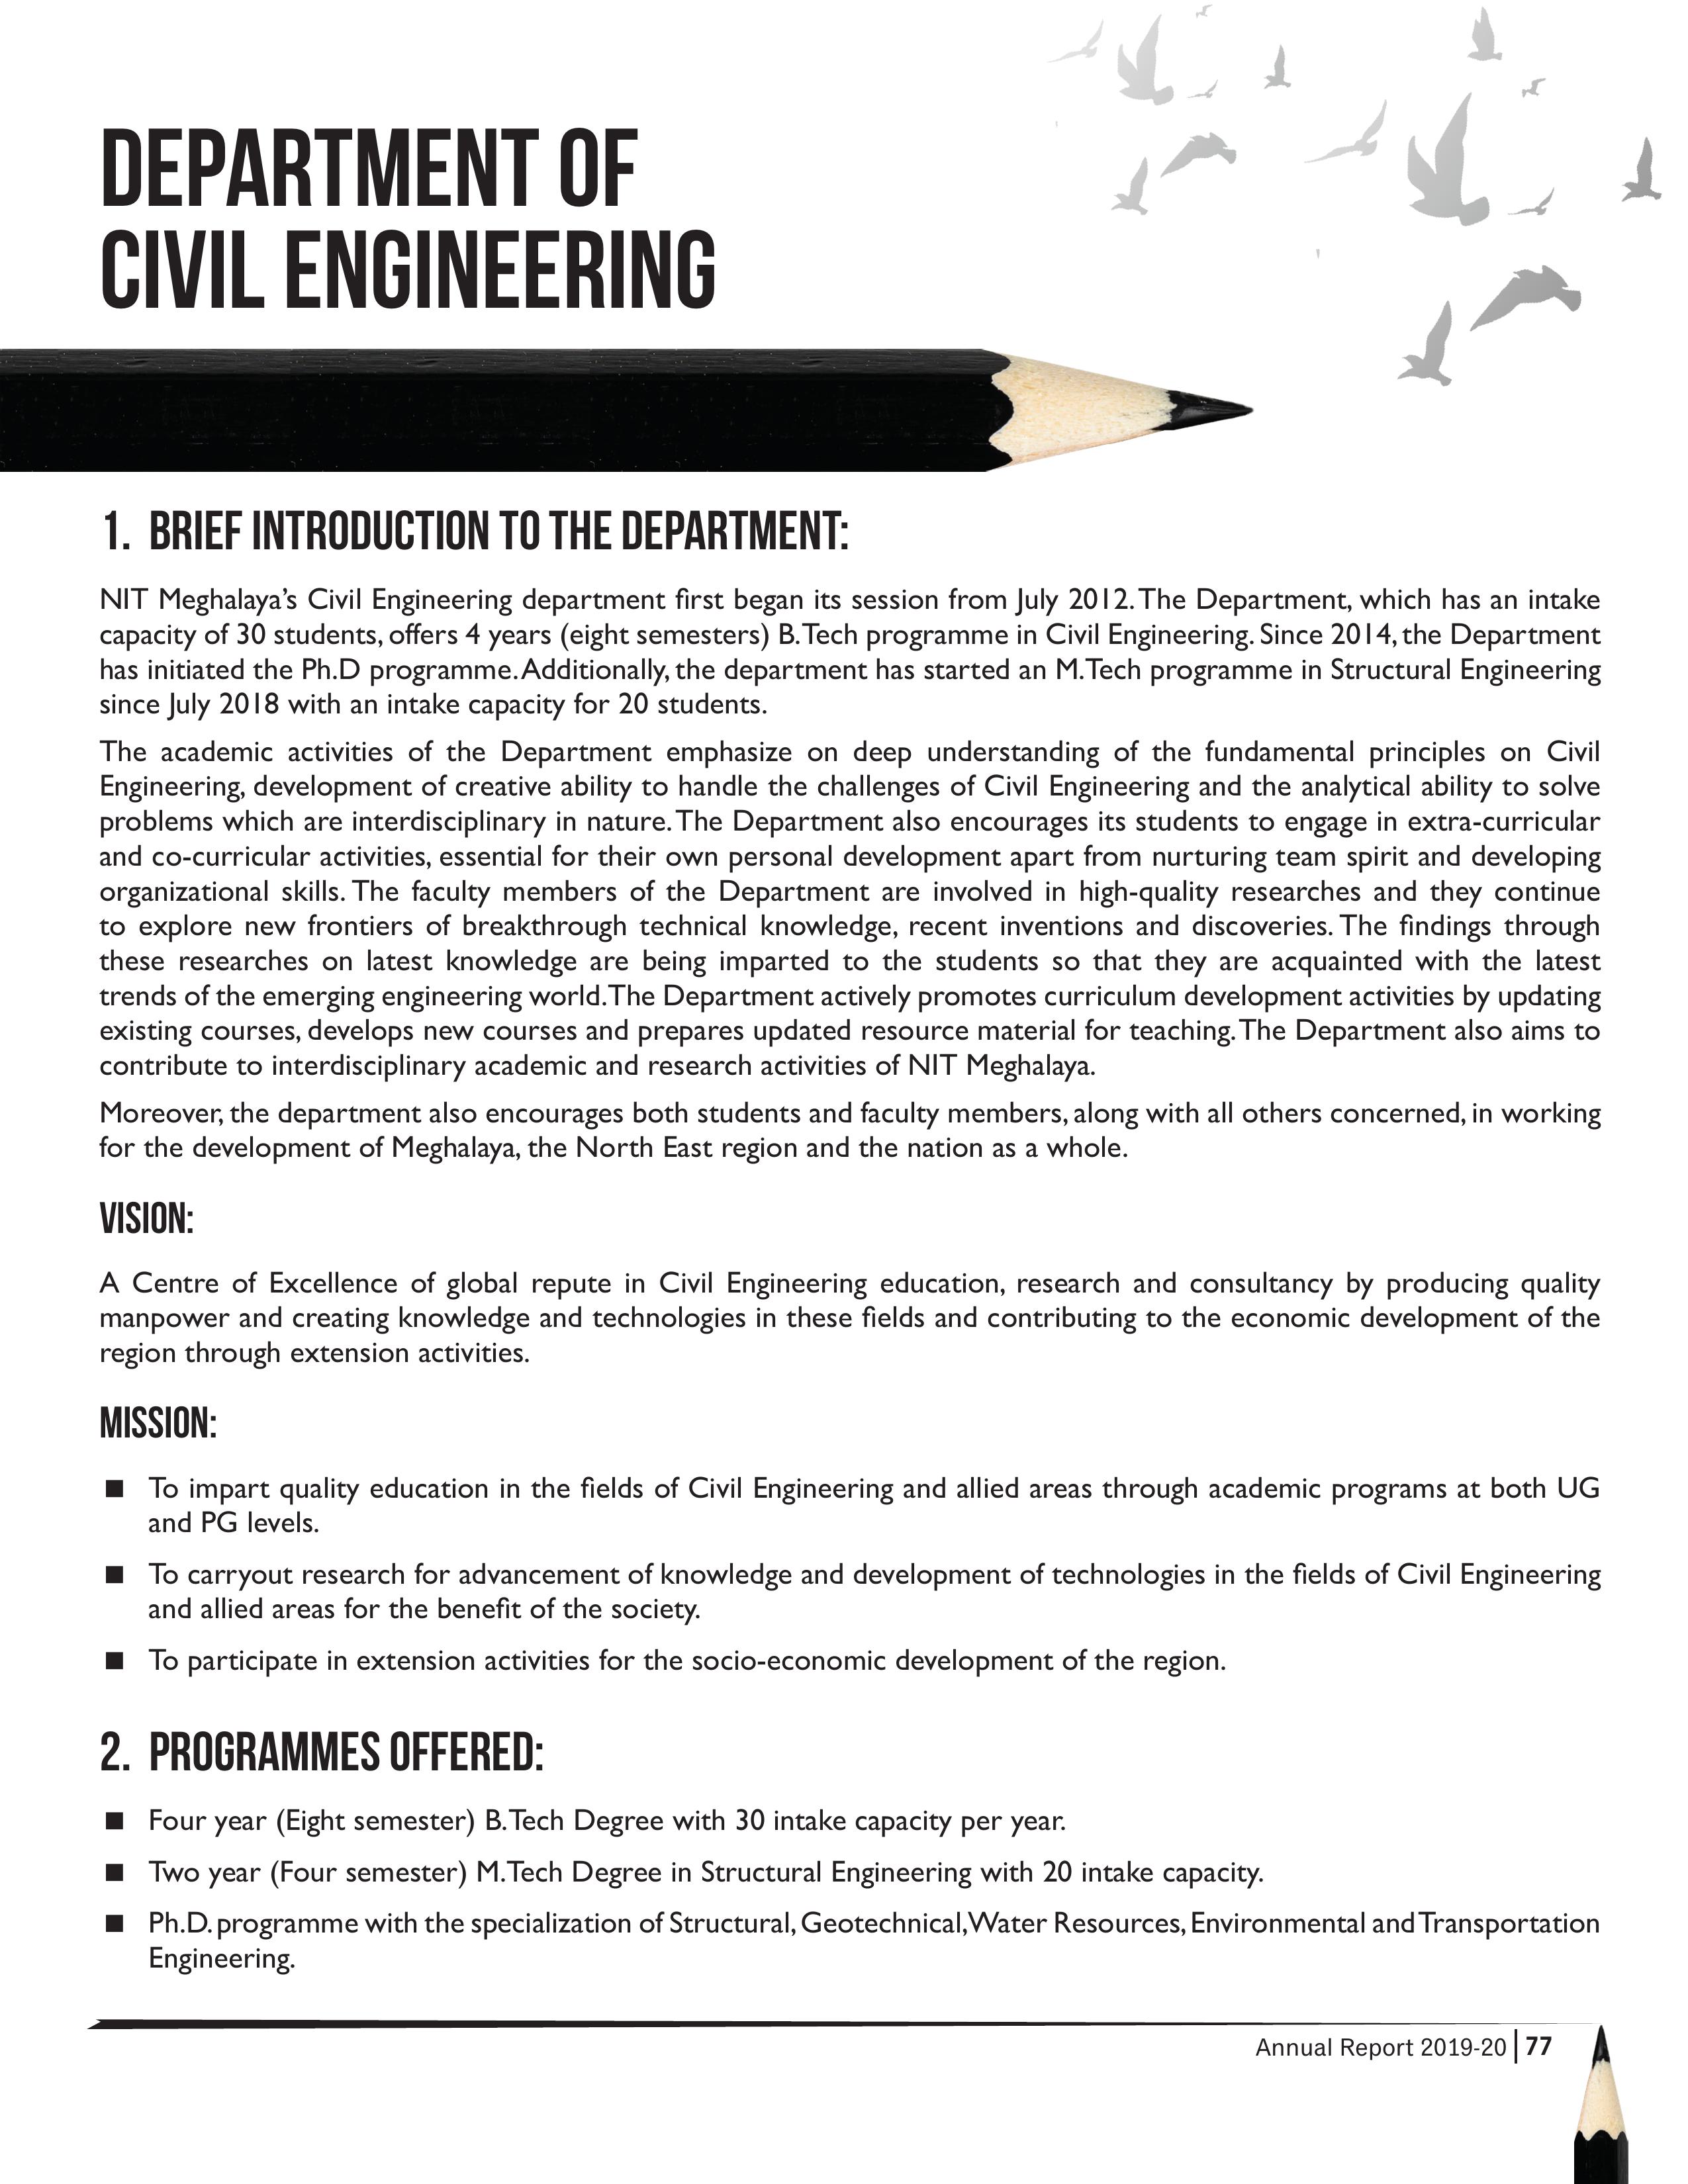 DEPARTMENT OF
CIVIL ENGINEERING
1. BRIEF INTRODUCTION TO THE DEPARTMENT:
NIT Meghalaya’s Civil Engineering department first began its session from July 2012. The Department, which has an intake
capacity of 30 students, offers 4 years (eight semesters) B.Tech programme in Civil Engineering. Since 2014, the Department
has initiated the Ph.D programme. Additionally, the department has started an M.Tech programme in Structural Engineering
since July 2018 with an intake capacity for 20 students.
The academic activities of the Department emphasize on deep understanding of the fundamental principles on Civil
Engineering, development of creative ability to handle the challenges of Civil Engineering and the analytical ability to solve
problems which are interdisciplinary in nature. The Department also encourages its students to engage in extra-curricular
and co-curricular activities, essential for their own personal development apart from nurturing team spirit and developing
organizational skills. The faculty members of the Department are involved in high-quality researches and they continue
to explore new frontiers of breakthrough technical knowledge, recent inventions and discoveries. The findings through
these researches on latest knowledge are being imparted to the students so that they are acquainted with the latest
trends of the emerging engineering world. The Department actively promotes curriculum development activities by updating
existing courses, develops new courses and prepares updated resource material for teaching. The Department also aims to
contribute to interdisciplinary academic and research activities of NIT Meghalaya.
Moreover, the department also encourages both students and faculty members, along with all others concerned, in working
for the development of Meghalaya, the North East region and the nation as a whole.
VISION:
A Centre of Excellence of global repute in Civil Engineering education, research and consultancy by producing quality
manpower and creating knowledge and technologies in these fields and contributing to the economic development of the
region through extension activities.
MISSION:
■ To impart quality education in the fields of Civil Engineering and allied areas through academic programs at both UG
and PG levels.
■ To carryout research for advancement of knowledge and development of technologies in the fields of Civil Engineering
and allied areas for the benefit of the society.
■ To participate in extension activities for the socio-economic development of the region.
2. PROGRAMMES OFFERED:
■ Four year (Eight semester) B.Tech Degree with 30 intake capacity per year.
■ Two year (Four semester) M.Tech Degree in Structural Engineering with 20 intake capacity.
■ Ph.D. programme with the specialization of Structural, Geotechnical, Water Resources, Environmental and Transportation
Engineering.
Annual Report 2019-20 | 77